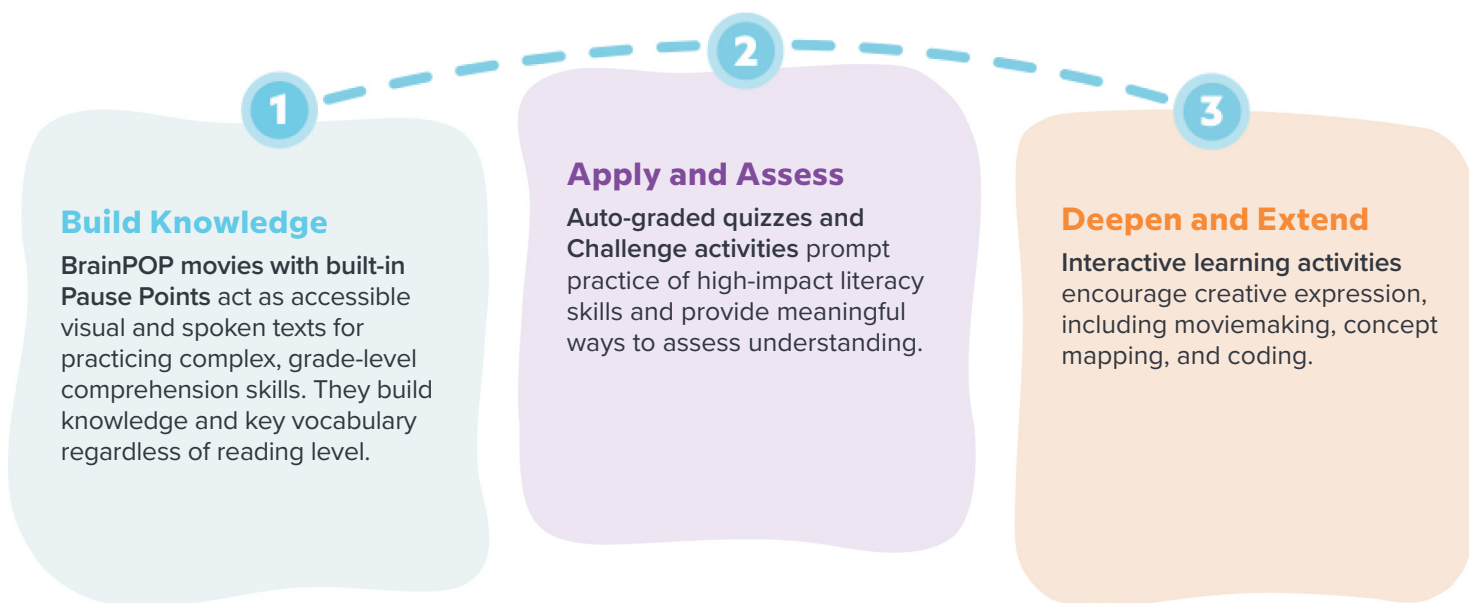 1
Build Knowledge
BrainPOP movies with built-in
Pause Points act as accessible
visual and spoken texts for
practicing complex, grade-level
comprehension skills. They build
knowledge and key vocabulary
regardless of reading level.
2
Apply and Assess
Auto-graded quizzes and
Challenge activities prompt
practice of high-impact literacy
skills and provide meaningful
ways to assess understanding.
3
Deepen and Extend
Interactive learning activities
encourage creative expression,
including moviemaking, concept
mapping, and coding.